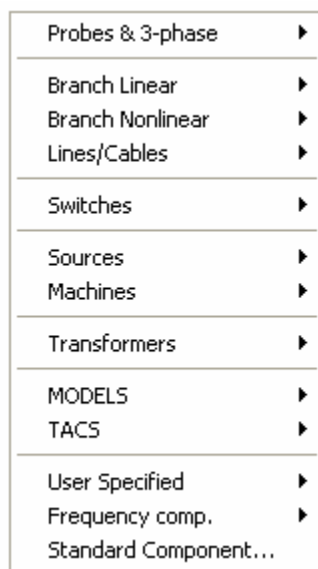 Probes & 3-phase
Branch Linear
Branch Nonlinear
Lines/Cables
Switches
Sources
Machines
Transformers
MODELS
TACS
User Specified
Frequency comp.
Standard Component...